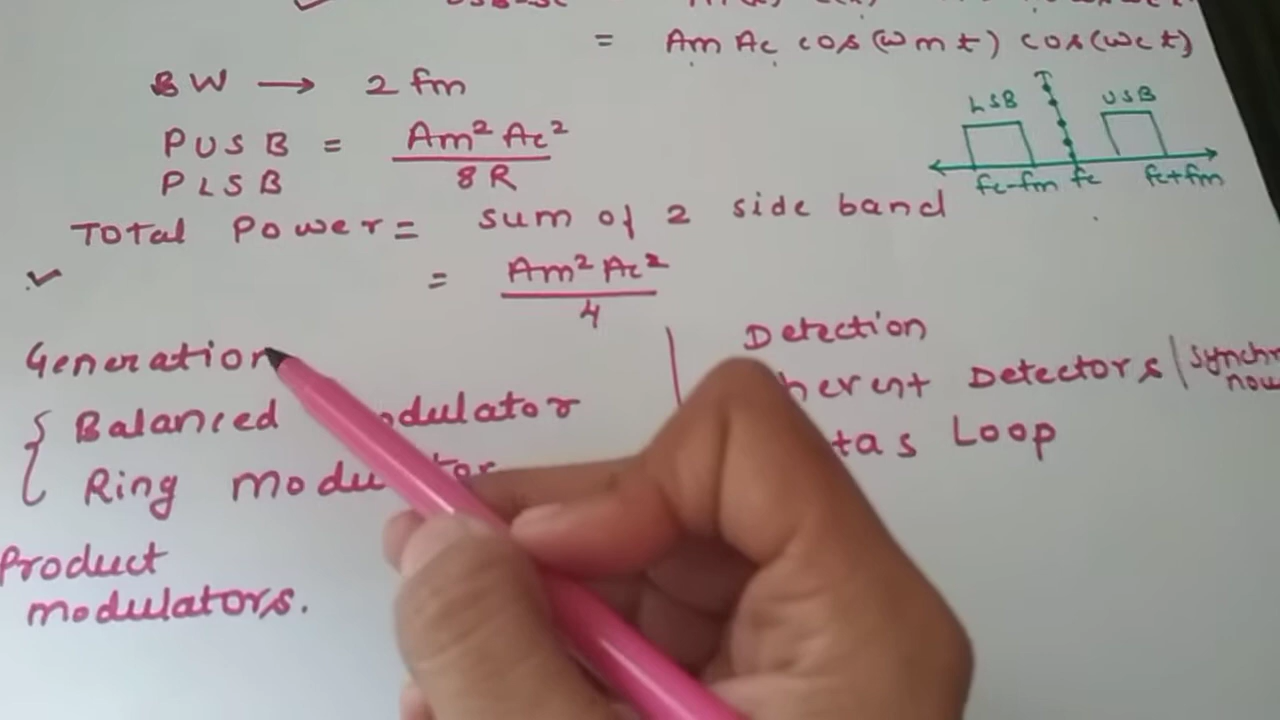 = Am Ac cos(ωmt) cos(ωct)
BW → 2 fm
PUSB = Am² Ac² / 8R
PLSB
LSB USB
fc-fm fc fc+fm
Total Power = sum of 2 side band
= Am² Ac² / 4
Generation
Balanced modulator
Ring
Product
modulators.
Detection
Detectors |
Loop